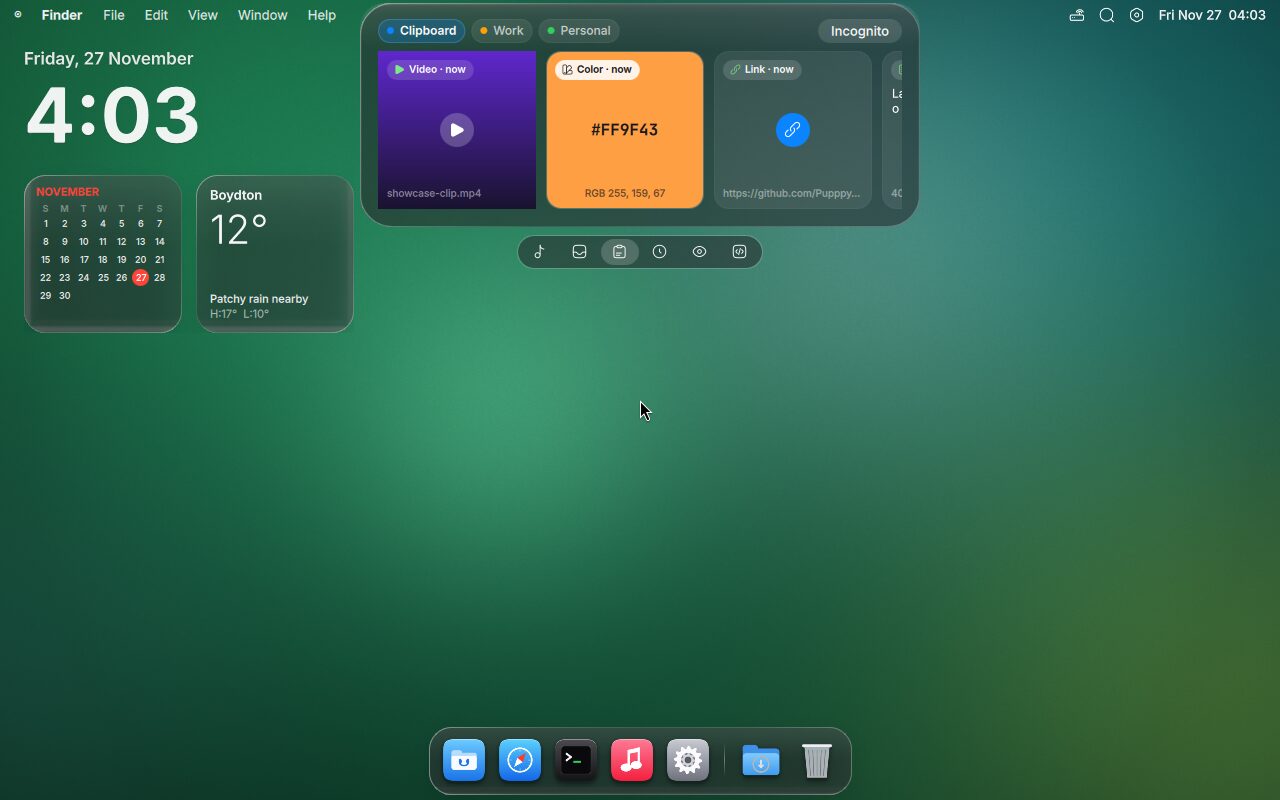 Finder File Edit View Window Help
Fri Nov 27 04:03
Friday, 27 November
4:03
Clipboard Work Personal Incognito
Video · now
showcase-clip.mp4
Color · now
#FF9F43
RGB 255, 159, 67
Link · now
https://github.com/Pupppy...
o
NOVEMBER
S M T W T F S
1 2 3 4 5 6 7
8 9 10 11 12 13 14
15 16 17 18 19 20 21
22 23 24 25 26 27 28
29 30
Boydton
12°
Patchy rain nearby
H:17° L:10°